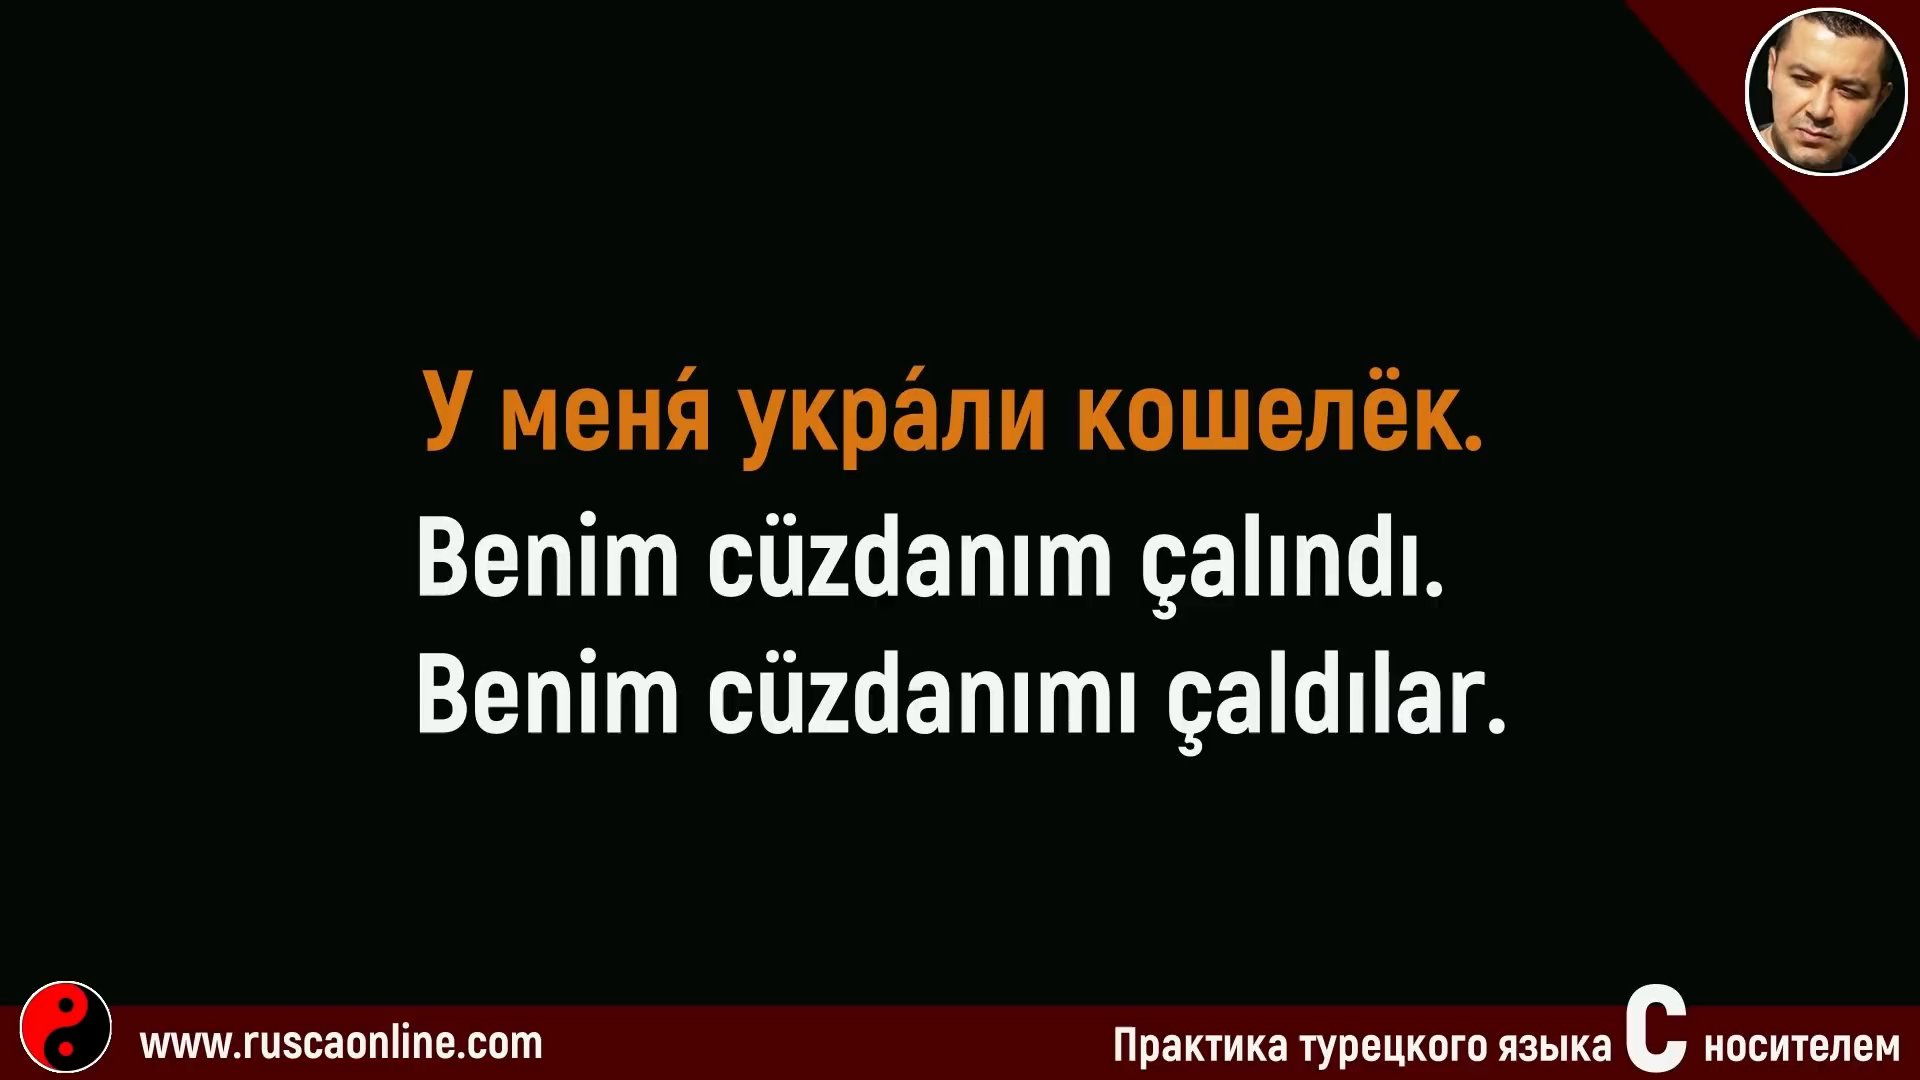 У меня́ укра́ли кошелёк.
Benim cüzdanım çalındı.
Benim cüzdanımı çaldılar.
www.ruscaonline.com
Практика турецкого языка С носителем